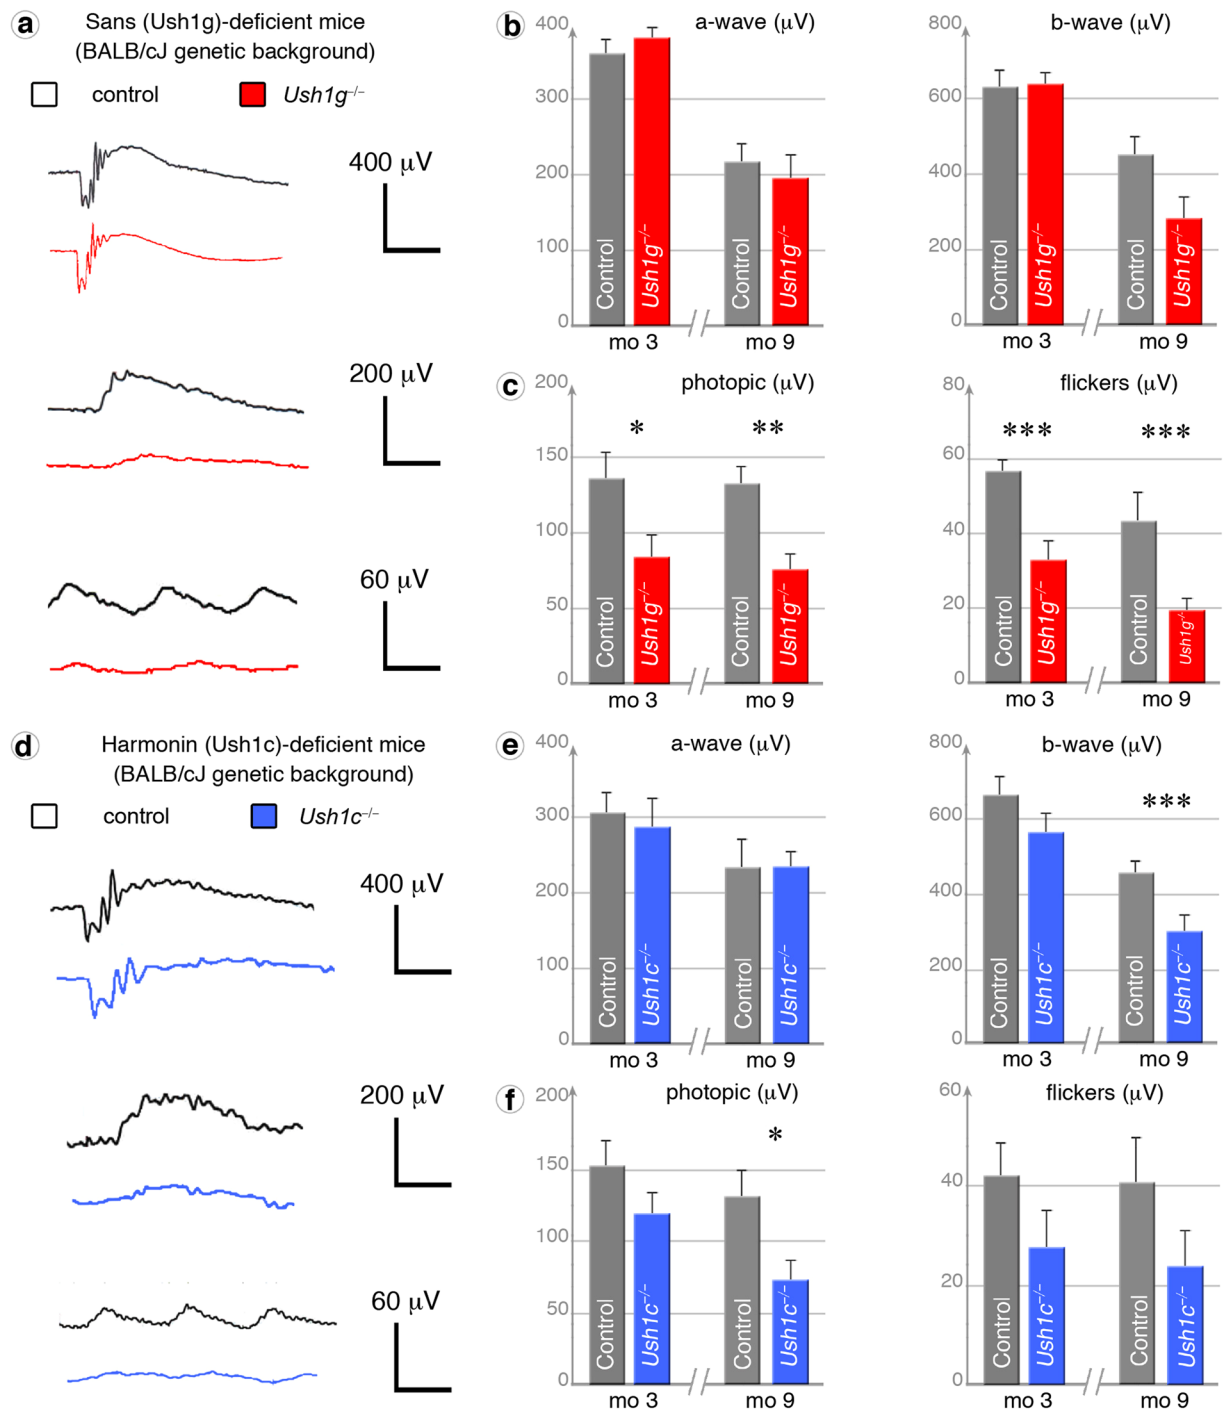 a
Sans (Ush1g)-deficient mice
(BALB/cJ genetic background)
control Ush1g–/–
400 µV
200 µV
60 µV
b
a-wave (µV)
400
300
200
100
0
Control
Ush1g–/–
Control
Ush1g–/–
mo 3 mo 9
b-wave (µV)
800
600
400
200
0
Control
Ush1g–/–
Control
Ush1g–/–
mo 3 mo 9
c
photopic (µV)
200
150
100
50
0
* **
Control
Ush1g–/–
Control
Ush1g–/–
mo 3 mo 9
flickers (µV)
80
60
40
20
0
*** ***
Control
Ush1g–/–
Control
Ush1g-/-
mo 3 mo 9
d
Harmonin (Ush1c)-deficient mice
(BALB/cJ genetic background)
control Ush1c–/–
400 µV
200 µV
60 µV
e
a-wave (µV)
400
300
200
100
0
Control
Ush1c–/–
Control
Ush1c–/–
mo 3 mo 9
b-wave (µV)
800
600
400
200
0
***
Control
Ush1c–/–
Control
Ush1c–/–
mo 3 mo 9
f
photopic (µV)
200
150
100
50
0
*
Control
Ush1c–/–
Control
Ush1c–/–
mo 3 mo 9
flickers (µV)
60
40
20
0
Control
Ush1c–/–
Control
Ush1c–/–
mo 3 mo 9